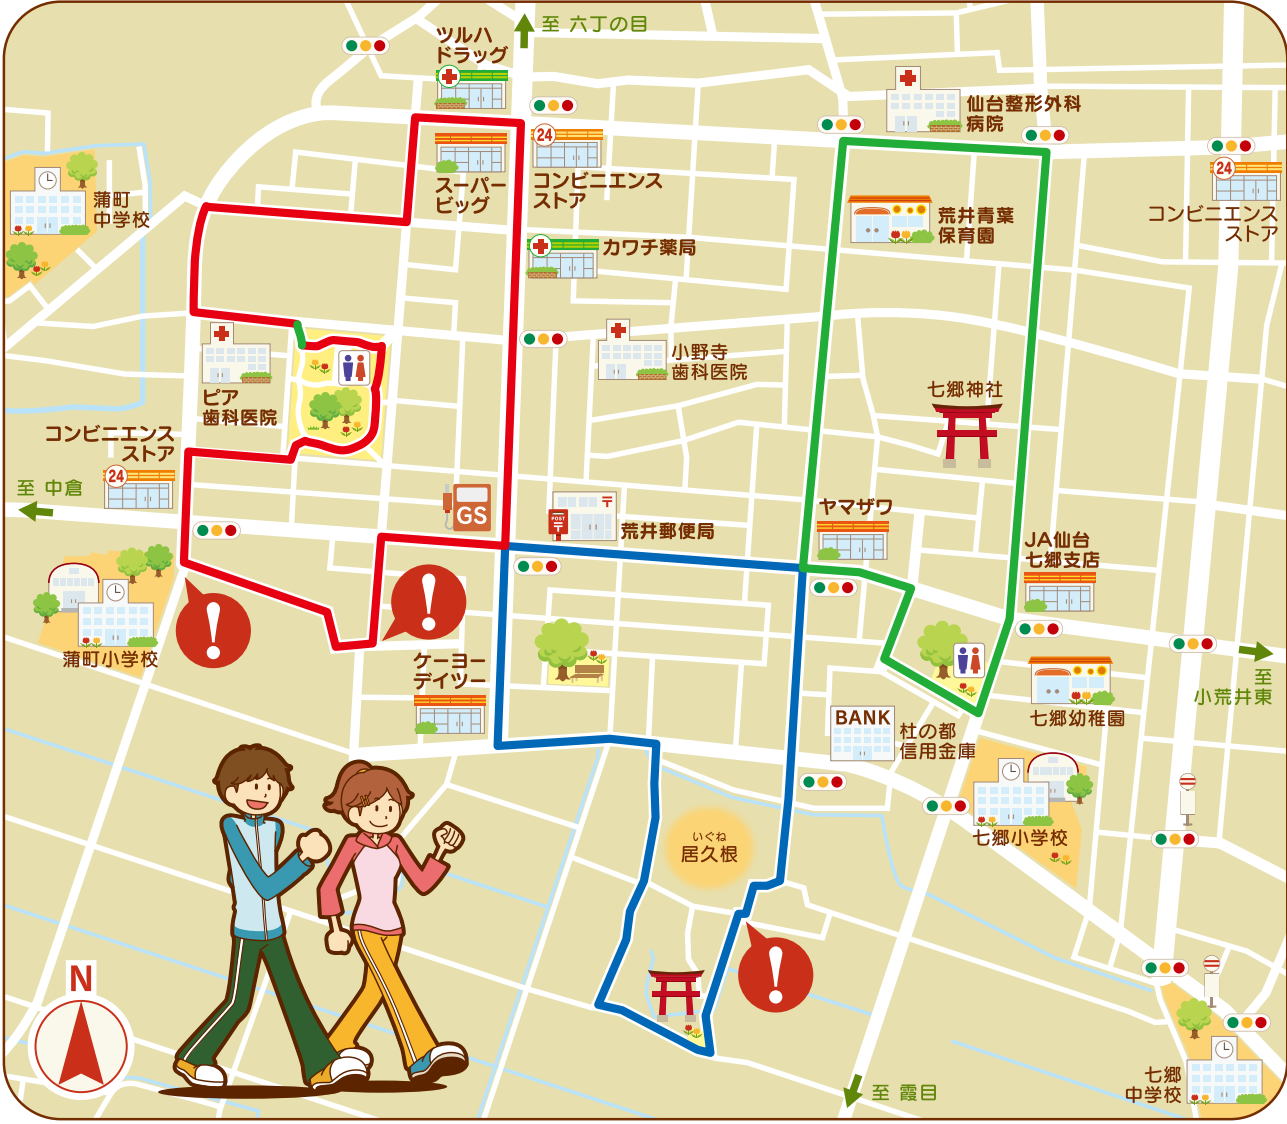 至 六丁の目
ツルハ
ドラッグ
仙台整形外科
病院
24
スーパー
ビッグ
コンビニエンス
ストア
24
コンビニエンス
ストア
蒲町
中学校
荒井青葉
保育園
カワチ薬局
小野寺
歯科医院
ピア
歯科医院
七郷神社
コンビニエンス
ストア
24
至 中倉
GS
POST
荒井郵便局
ヤマザワ
JA仙台
七郷支店
蒲町小学校
ケーヨー
デイツー
至
小荒井東
七郷幼稚園
BANK
杜の都
信用金庫
いぐね
居久根
七郷小学校
N
至 霞目
七郷
中学校